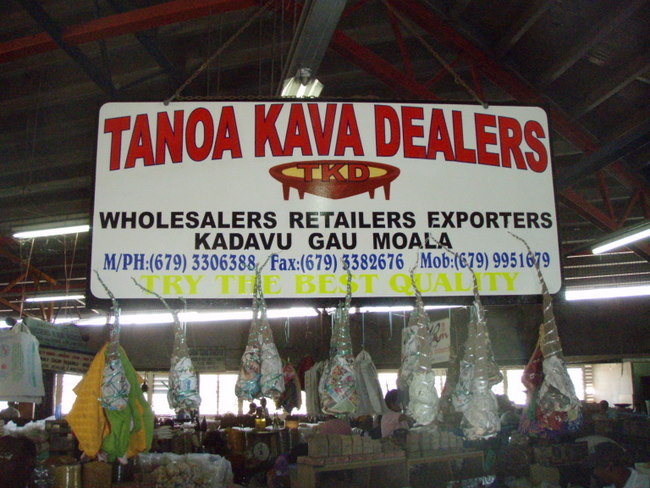 TANOA KAVA DEALERS
TKD
WHOLESALERS RETAILERS EXPORTERS
KADAVU GAU MOALA
M/PH:(679) 3306388 Fax:(679) 3382676 Mob:(679) 9951679
TRY THE BEST QUALITY